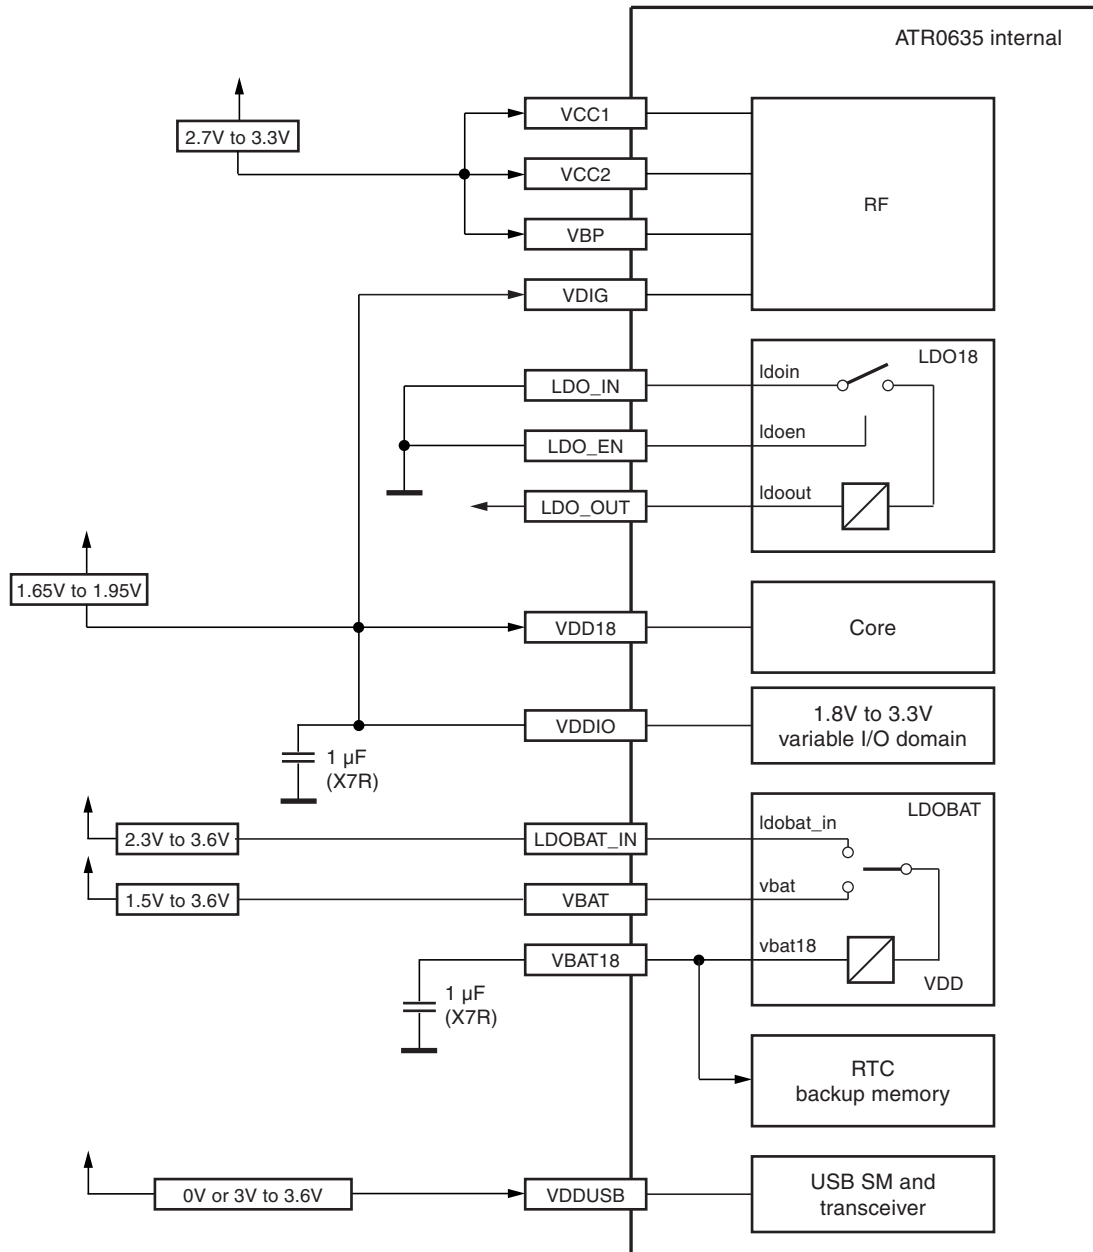 ATR0635 internal
2.7V to 3.3V
VCC1
VCC2
VBP
VDIG
RF
LDO_IN
LDO_EN
LDO_OUT
ldoin
ldoen
ldoout
LDO18
1.65V to 1.95V
VDD18
Core
VDDIO
1.8V to 3.3V
variable I/O domain
1 µF
(X7R)
2.3V to 3.6V
LDOBAT_IN
ldobat_in
LDOBAT
1.5V to 3.6V
VBAT
vbat
VBAT18
vbat18
VDD
1 µF
(X7R)
RTC
backup memory
0V or 3V to 3.6V
VDDUSB
USB SM and
transceiver